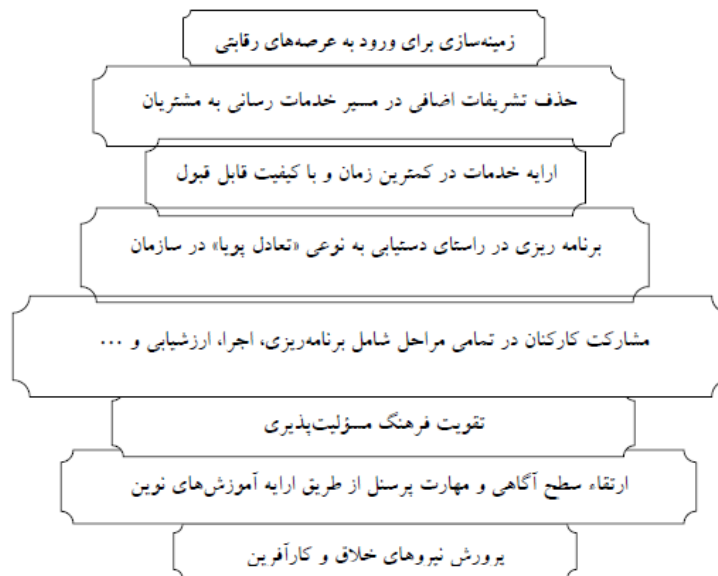 زمینه‌سازی برای ورود به عرصه‌های رقابتی
حذف تشریفات اضافی در مسیر خدمات رسانی به مشتریان
ارایه خدمات در کمترین زمان و با کیفیت قابل قبول
برنامه ریزی در راستای دستیابی به نوعی «تعادل پویا» در سازمان
مشارکت کارکنان در تمامی مراحل شامل برنامه‌ریزی، اجرا، ارزشیابی و ...
تقویت فرهنگ مسؤلیت‌پذیری
ارتقاء سطح آگاهی و مهارت پرسنل از طریق ارایه آموزش‌های نوین
پرورش نیروهای خلاق و کارآفرین